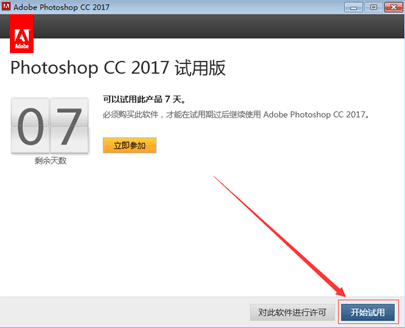 Adobe Photoshop CC 2017
Adobe
Photoshop CC 2017 试用版
07
剩余天数
可以试用此产品 7 天。
必须购买此软件，才能在试用期过后继续使用 Adobe Photoshop CC 2017。
立即参加
对此软件进行许可
开始试用